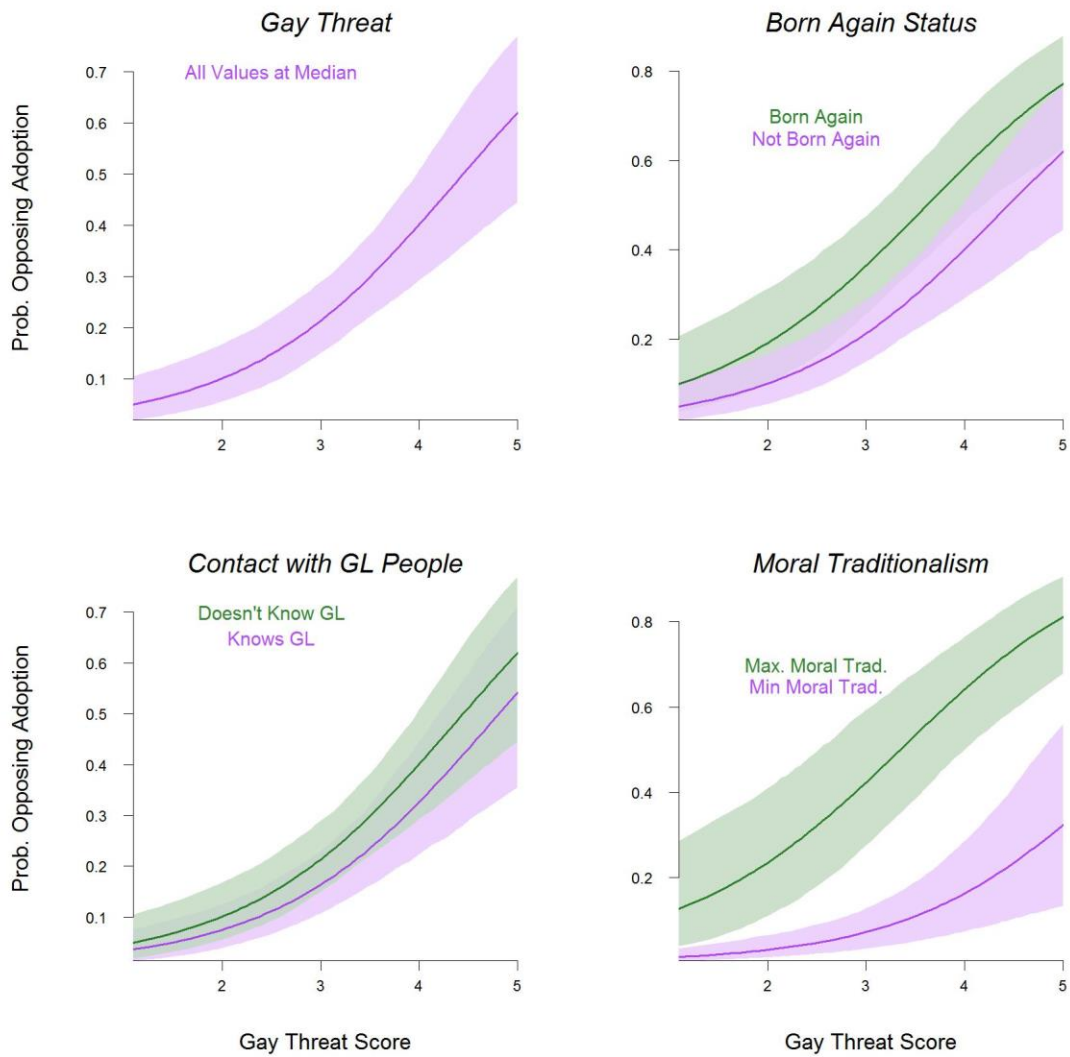 Gay Threat
All Values at Median
Prob. Opposing Adoption
0.7
0.6
0.5
0.4
0.3
0.2
0.1
2 3 4 5
Born Again Status
Born Again
Not Born Again
0.8
0.6
0.4
0.2
2 3 4 5
Contact with GL People
Doesn't Know GL
Knows GL
Prob. Opposing Adoption
0.7
0.6
0.5
0.4
0.3
0.2
0.1
2 3 4 5
Gay Threat Score
Moral Traditionalism
Max. Moral Trad.
Min Moral Trad.
0.8
0.6
0.4
0.2
2 3 4 5
Gay Threat Score